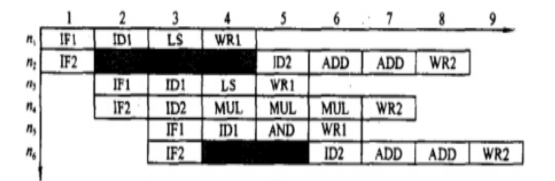 1 2 3 4 5 6 7 8 9
n₁ IF1 ID1 LS WR1
n₂ IF2 ID2 ADD ADD WR2
n₃ IF1 ID1 LS WR1
n₄ IF2 ID2 MUL MUL MUL WR2
n₅ IF1 ID1 AND WR1
n₆ IF2 ID2 ADD ADD WR2